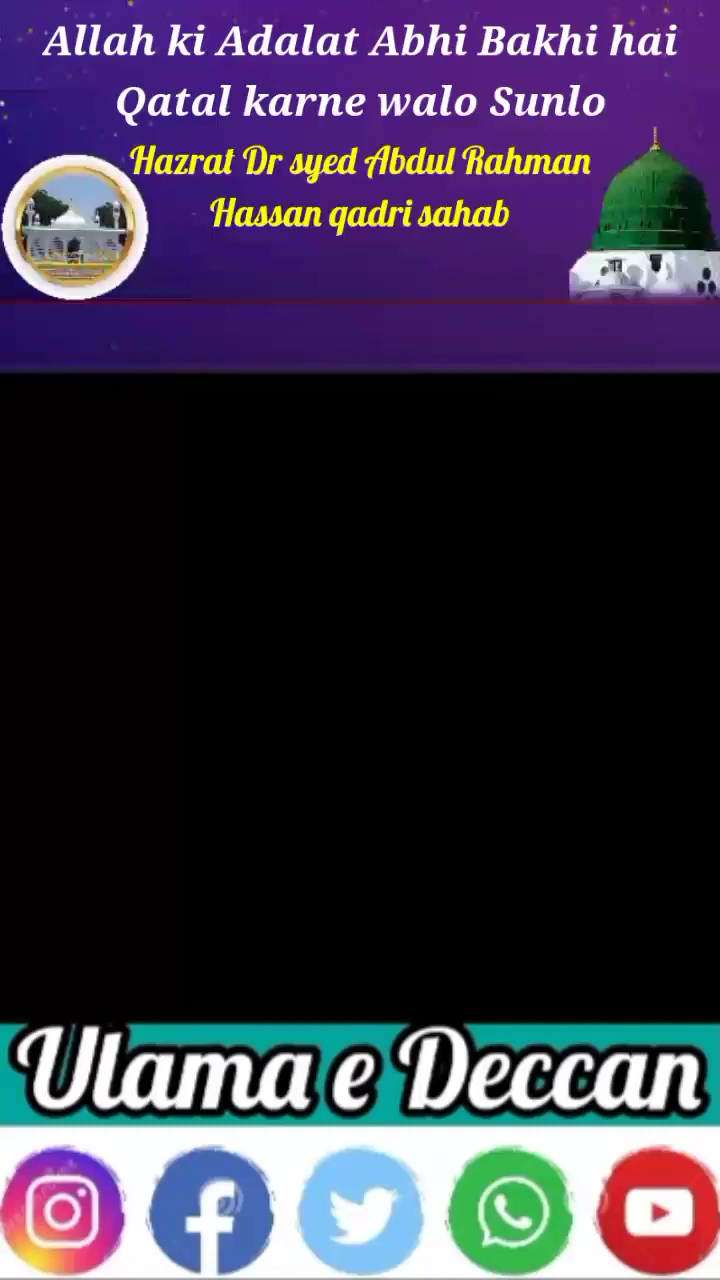 Allah ki Adalat Abhi Bakhi hai
Qatal karne walo Sunlo
Hazrat Dr syed Abdul Rahman
Hassan qadri sahab
Ulama e Deccan